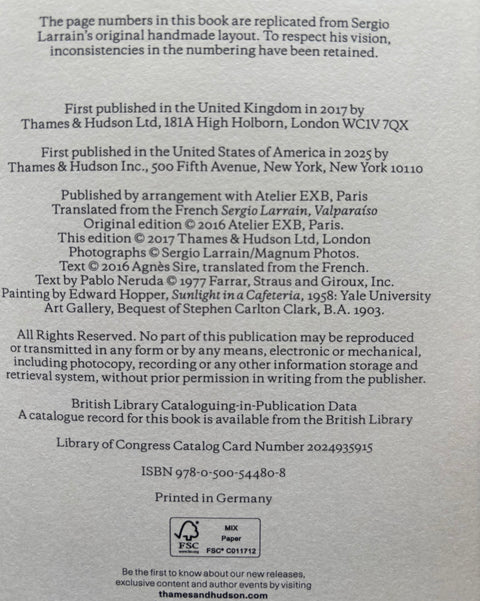 The page numbers in this book are replicated from Sergio
Larrain's original handmade layout. To respect his vision,
inconsistencies in the numbering have been retained.
First published in the United Kingdom in 2017 by
Thames & Hudson Ltd, 181A High Holborn, London WC1V 7QX
First published in the United States of America in 2025 by
Thames & Hudson Inc., 500 Fifth Avenue, New York, New York 10110
Published by arrangement with Atelier EXB, Paris
Translated from the French Sergio Larrain, Valparaíso
Original edition © 2016 Atelier EXB, Paris.
This edition © 2017 Thames & Hudson Ltd, London
Photographs © Sergio Larrain/Magnum Photos.
Text © 2016 Agnès Sire, translated from the French.
Text by Pablo Neruda © 1977 Farrar, Straus and Giroux, Inc.
Painting by Edward Hopper, Sunlight in a Cafeteria, 1958: Yale University
Art Gallery, Bequest of Stephen Carlton Clark, B.A. 1903.
All Rights Reserved. No part of this publication may be reproduced
or transmitted in any form or by any means, electronic or mechanical,
including photocopy, recording or any other information storage and
retrieval system, without prior permission in writing from the publisher.
British Library Cataloguing-in-Publication Data
A catalogue record for this book is available from the British Library
Library of Congress Catalog Card Number 2024935915
ISBN 978-0-500-54480-8
Printed in Germany
FSC
www.fsc.org
MIX
Paper
FSC® C011712
Be the first to know about our new releases,
exclusive content and author events by visiting
thamesandhudson.com